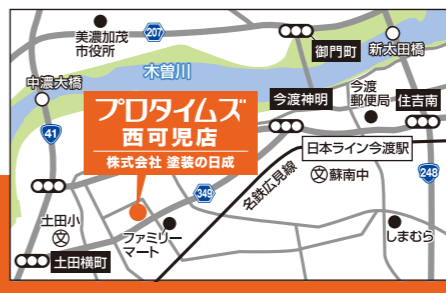 美濃加茂
市役所
207
御門町
新太田橋
木曽川
中濃大橋
プロタイムズ
西可児店
株式会社 塗装の日成
今渡神明
今渡
郵便局
住吉南
41
日本ライン今渡駅
名鉄広見線
文 蘇南中
248
349
土田小
文
ファミリー
マート
しまむら
土田横町